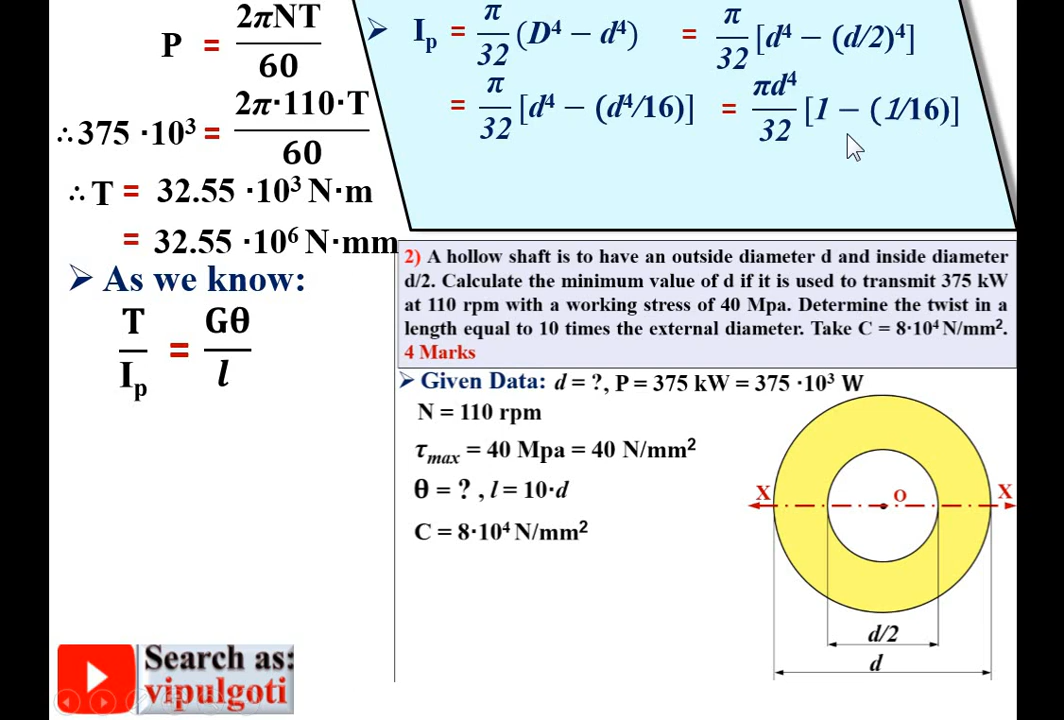 P = 2πNT/60
∴375 ·10³ = 2π·110·T/60
∴ T = 32.55 ·10³ N·m
= 32.55 ·10⁶ N·mm
➢ As we know:
T/Iₚ = Gθ/l
➢ Iₚ = π/32 (D⁴ − d⁴) = π/32 [d⁴ − (d/2)⁴]
= π/32 [d⁴ − (d⁴/16)] = πd⁴/32 [1 − (1/16)]
2) A hollow shaft is to have an outside diameter d and inside diameter
d/2. Calculate the minimum value of d if it is used to transmit 375 kW
at 110 rpm with a working stress of 40 Mpa. Determine the twist in a
length equal to 10 times the external diameter. Take C = 8·10⁴ N/mm².
4 Marks
➢ Given Data: d = ?, P = 375 kW = 375 ·10³ W
N = 110 rpm
τmax = 40 Mpa = 40 N/mm²
θ = ? , l = 10·d
C = 8·10⁴ N/mm²
X O X
d/2
d
Search as:
vipulgoti